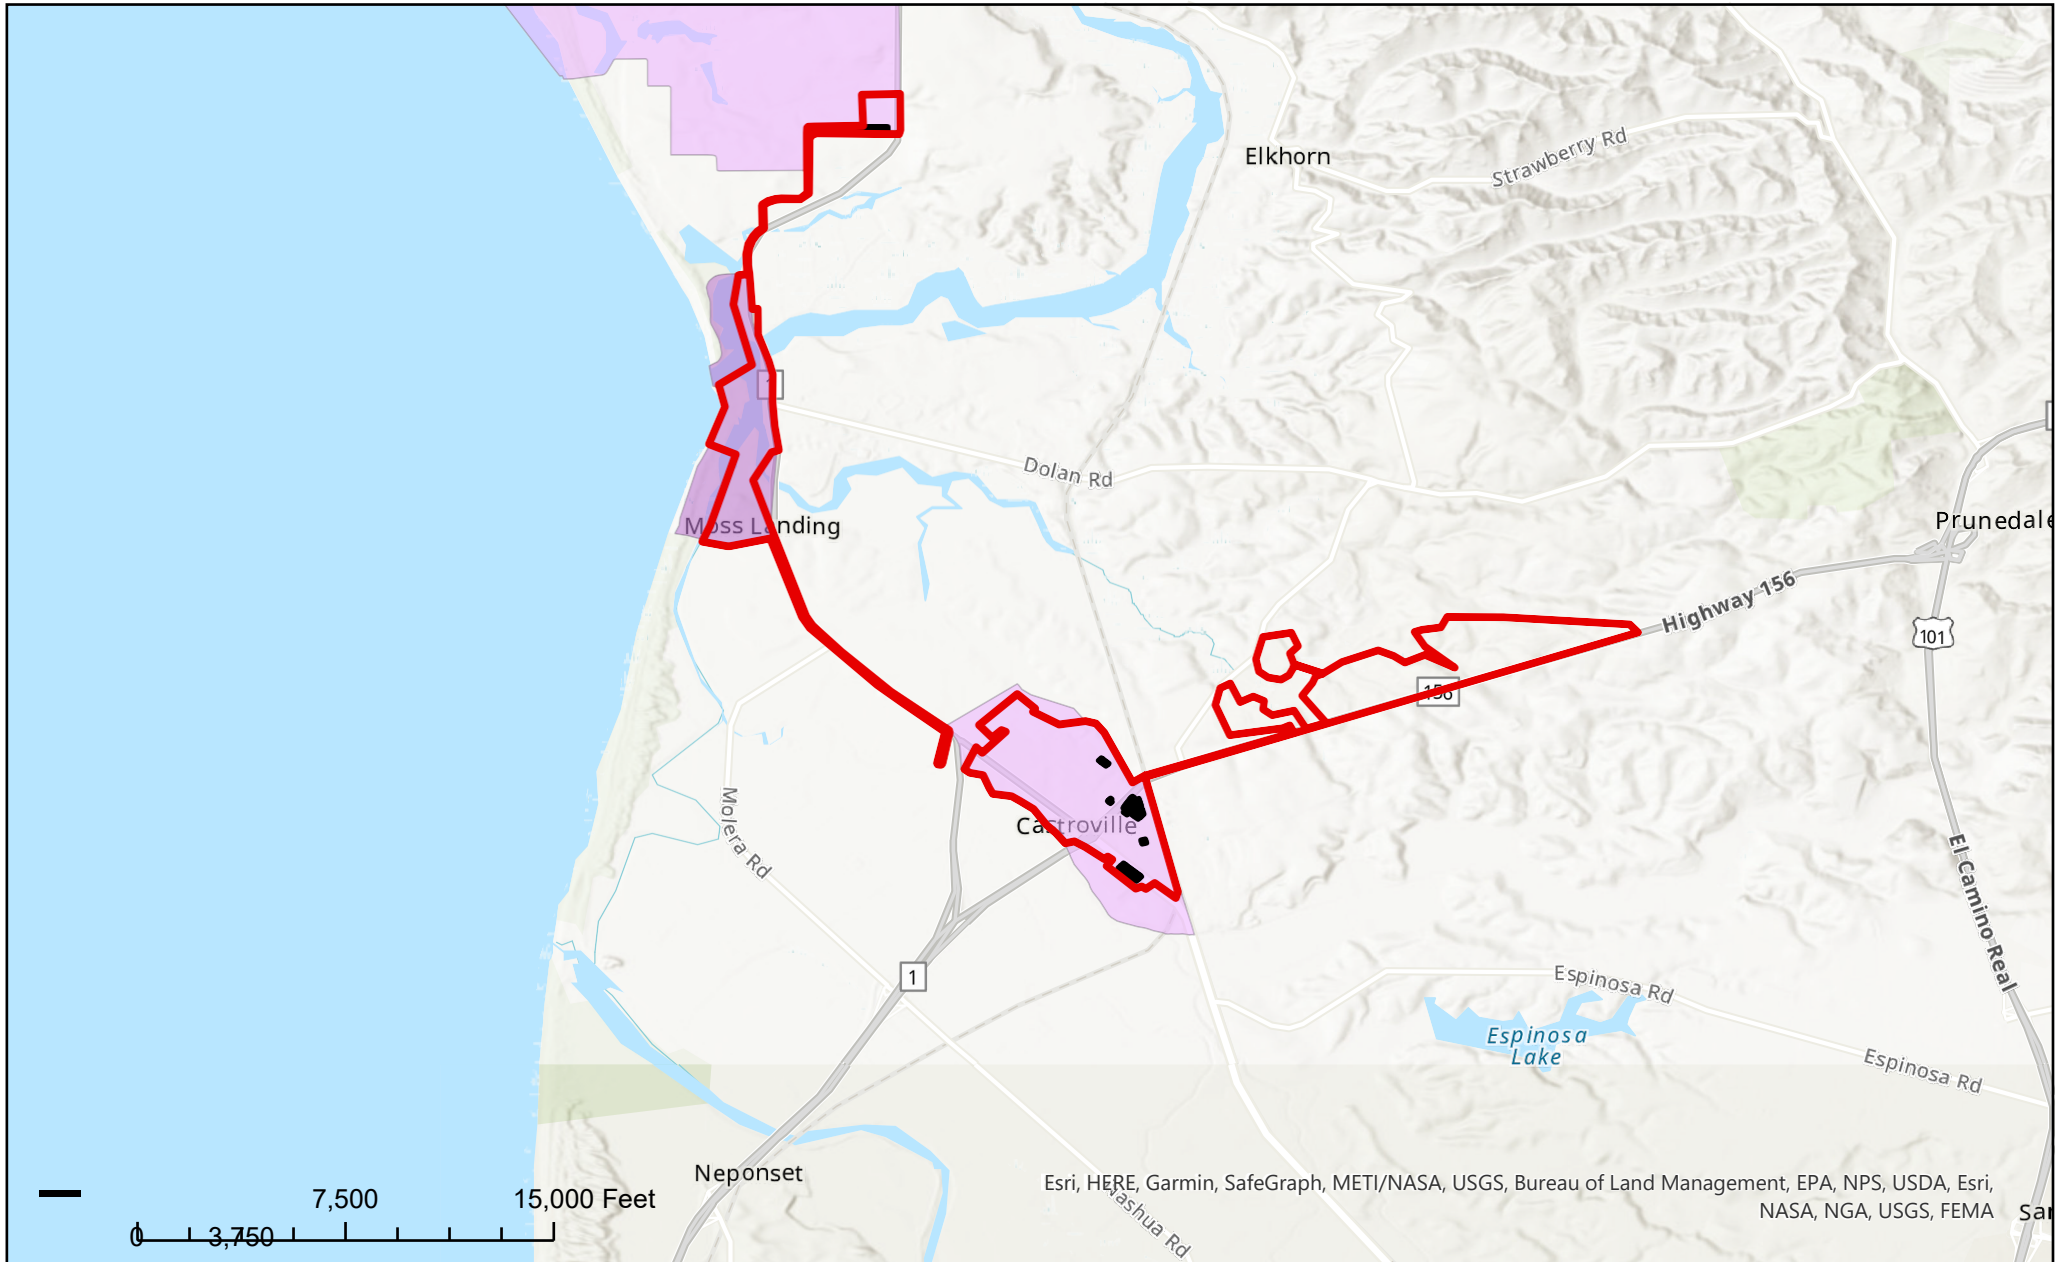 Elkhorn
Strawberry Rd
1
Dolan Rd
Moss Landing
Prunedale
Highway 156
101
156
Molera Rd
Castroville
El Camino Real
1
Espinosa Rd
Espinosa
Lake
Espinosa Rd
Neponset
Nashua Rd
Esri, HERE, Garmin, SafeGraph, METI/NASA, USGS, Bureau of Land Management, EPA, NPS, USDA, Esri,
NASA, NGA, USGS, FEMA
San
7,500
15,000 Feet
0
3,750